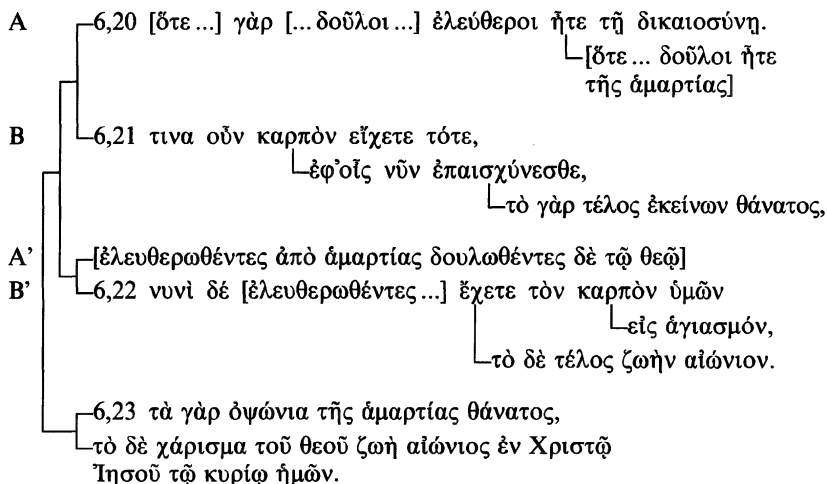 A 6,20 [ὅτε ...] γὰρ [... δοῦλοι ...] ἐλεύθεροι ἦτε τῇ δικαιοσύνῃ.
[ὅτε ... δοῦλοι ἦτε
τῆς ἁμαρτίας]
B 6,21 τινα οὖν καρπὸν εἴχετε τότε,
ἐφ’οἷς νῦν ἐπαισχύνεσθε,
τὸ γὰρ τέλος ἐκείνων θάνατος,
A’ [ἐλευθερωθέντες ἀπὸ ἁμαρτίας δουλωθέντες δὲ τῷ θεῷ]
B’ 6,22 νυνὶ δέ [ἐλευθερωθέντες ...] ἔχετε τὸν καρπὸν ὑμῶν
εἰς ἁγιασμόν,
τὸ δὲ τέλος ζωὴν αἰώνιον.
6,23 τὰ γὰρ ὀψώνια τῆς ἁμαρτίας θάνατος,
τὸ δὲ χάρισμα τοῦ θεοῦ ζωὴ αἰώνιος ἐν Χριστῷ
Ἰησοῦ τῷ κυρίῳ ἡμῶν.